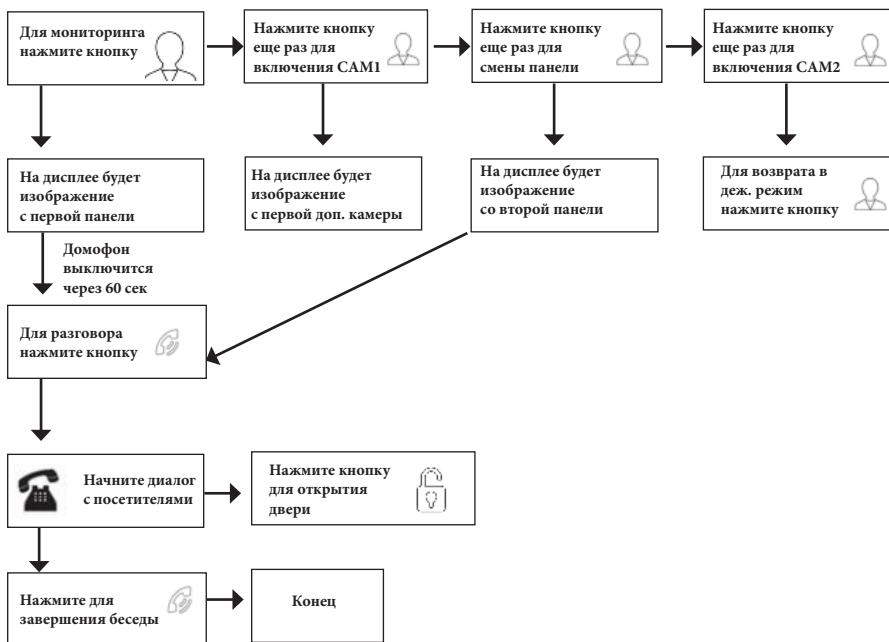 Для мониторинга
нажмите кнопку
Нажмите кнопку
еще раз для
включения CAM1
Нажмите кнопку
еще раз для
смены панели
Нажмите кнопку
еще раз для
включения CAM2
На дисплее будет
изображение
с первой панели
На дисплее будет
изображение
с первой доп. камеры
На дисплее будет
изображение
со второй панели
Для возврата в
деж. режим
нажмите кнопку
Домофон
выключится
через 60 сек
Для разговора
нажмите кнопку
Начните диалог
с посетителями
Нажмите кнопку
для открытия
двери
Нажмите для
завершения беседы
Конец